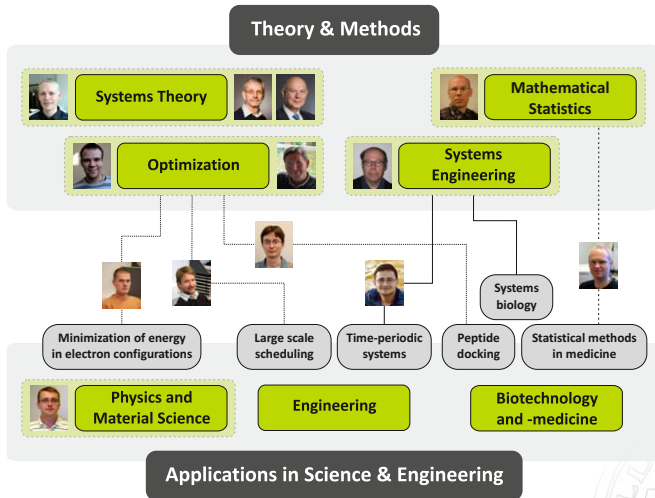 Theory & Methods
Systems Theory
Mathematical
Statistics
Optimization
Systems
Engineering
Systems
biology
Minimization of energy
in electron configurations
Large scale
scheduling
Time-periodic
systems
Peptide
docking
Statistical methods
in medicine
Physics and
Material Science
Engineering
Biotechnology
and -medicine
Applications in Science & Engineering